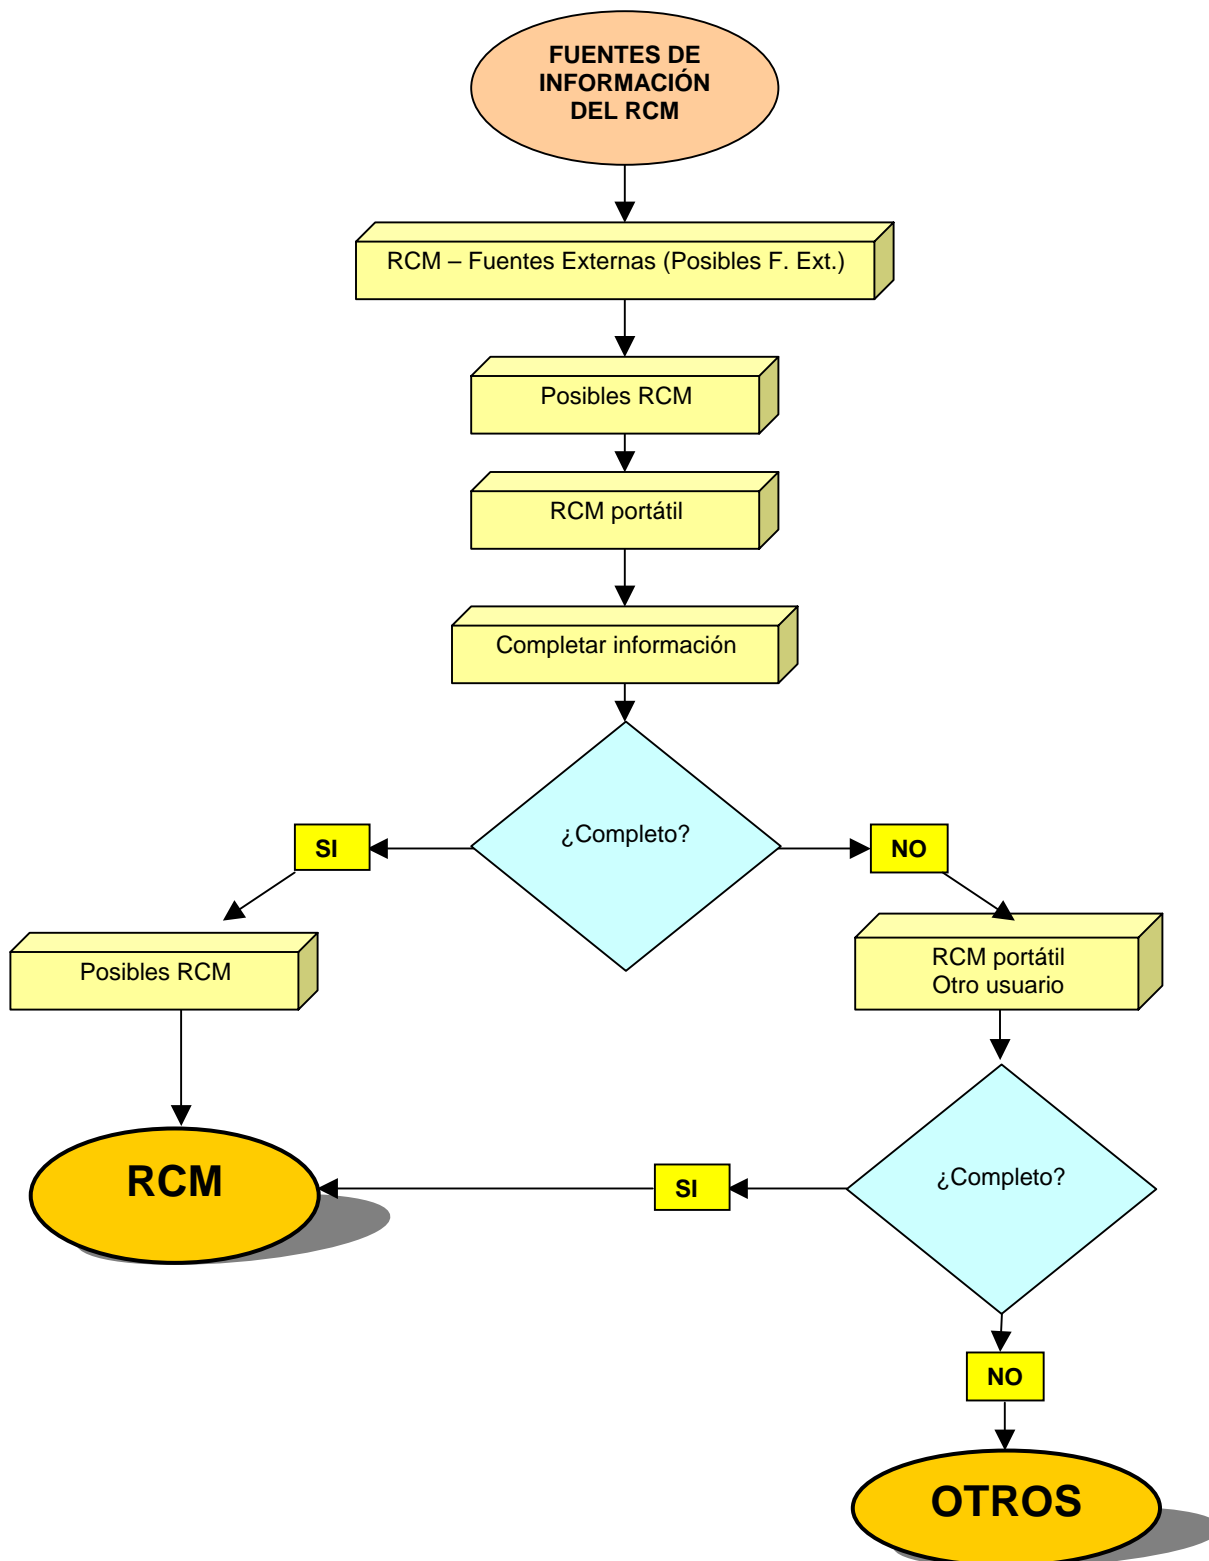 FUENTES DE
INFORMACIÓN
DEL RCM
RCM – Fuentes Externas (Posibles F. Ext.)
Posibles RCM
RCM portátil
Completar información
¿Completo?
SI
NO
Posibles RCM
RCM portátil
Otro usuario
RCM
SI
¿Completo?
NO
OTROS